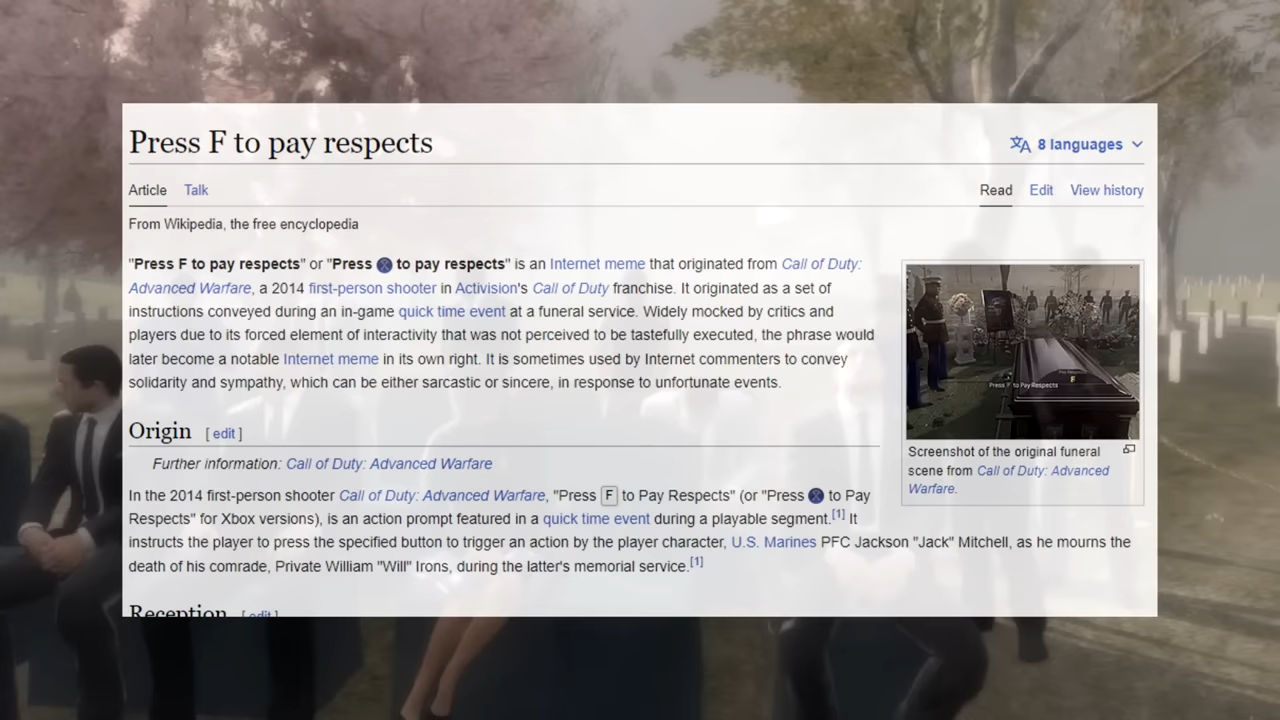 Press F to pay respects
8 languages
Article Talk Read Edit View history
From Wikipedia, the free encyclopedia
"Press F to pay respects" or "Press X to pay respects" is an Internet meme that originated from Call of Duty:
Advanced Warfare, a 2014 first-person shooter in Activision's Call of Duty franchise. It originated as a set of
instructions conveyed during an in-game quick time event at a funeral service. Widely mocked by critics and
players due to its forced element of interactivity that was not perceived to be tastefully executed, the phrase would
later become a notable Internet meme in its own right. It is sometimes used by Internet commenters to convey
solidarity and sympathy, which can be either sarcastic or sincere, in response to unfortunate events.
Press 'F' to Pay Respects
F
Screenshot of the original funeral
scene from Call of Duty: Advanced
Warfare.
Origin [ edit ]
Further information: Call of Duty: Advanced Warfare
In the 2014 first-person shooter Call of Duty: Advanced Warfare, "Press F to Pay Respects" (or "Press X to Pay
Respects" for Xbox versions), is an action prompt featured in a quick time event during a playable segment.[1] It
instructs the player to press the specified button to trigger an action by the player character, U.S. Marines PFC Jackson "Jack" Mitchell, as he mourns the
death of his comrade, Private William "Will" Irons, during the latter's memorial service.[1]
Reception [ edit ]